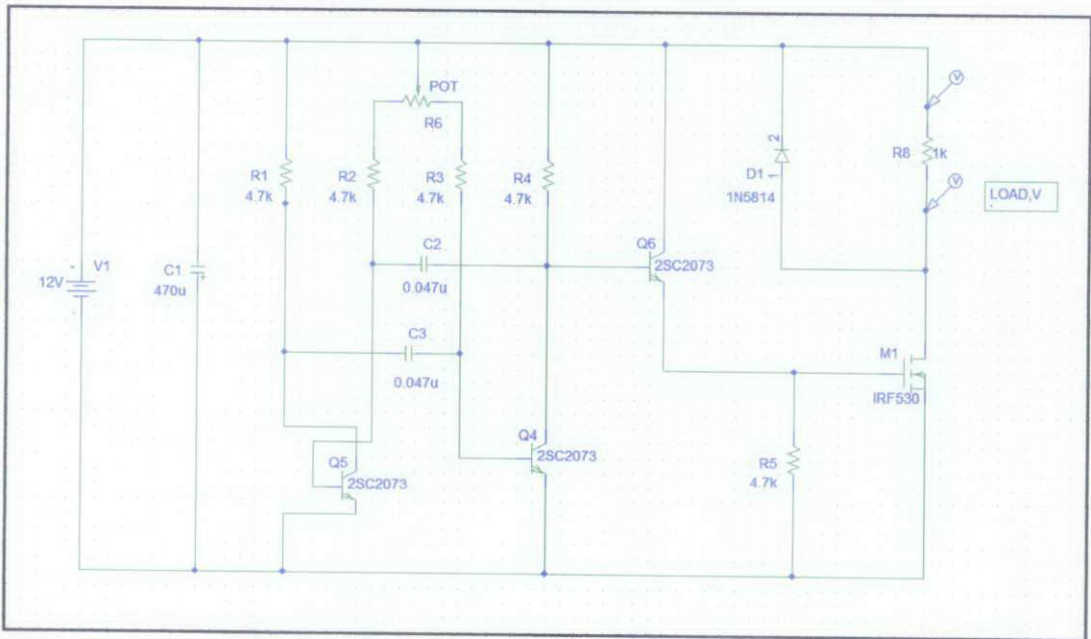 POT
R6
R1
4.7k
R2
4.7k
R3
4.7k
R4
4.7k
2
D1
1
1N5814
V
R8
1k
V
LOAD,V
C2
0.047u
Q6
2SC2073
V1
12V
C1
470u
C3
0.047u
M1
IRF530
Q5
2SC2073
Q4
2SC2073
R5
4.7k